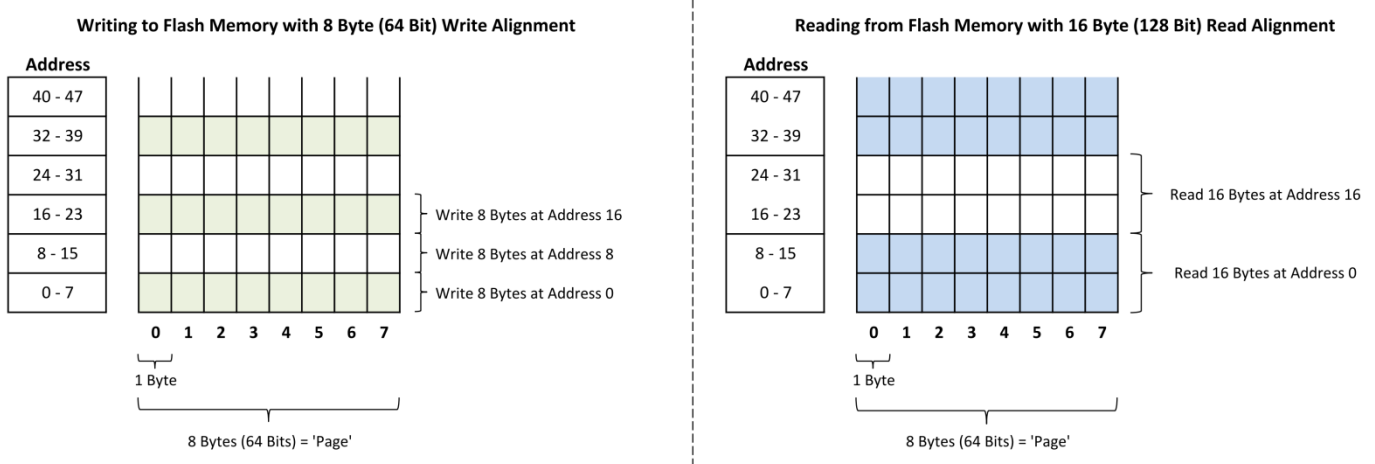 Writing to Flash Memory with 8 Byte (64 Bit) Write Alignment
Address
40 - 47
32 - 39
24 - 31
16 - 23
8 - 15
0 - 7
Write 8 Bytes at Address 16
Write 8 Bytes at Address 8
Write 8 Bytes at Address 0
0 1 2 3 4 5 6 7
1 Byte
8 Bytes (64 Bits) = 'Page'
Reading from Flash Memory with 16 Byte (128 Bit) Read Alignment
Address
40 - 47
32 - 39
24 - 31
16 - 23
8 - 15
0 - 7
Read 16 Bytes at Address 16
Read 16 Bytes at Address 0
0 1 2 3 4 5 6 7
1 Byte
8 Bytes (64 Bits) = 'Page'